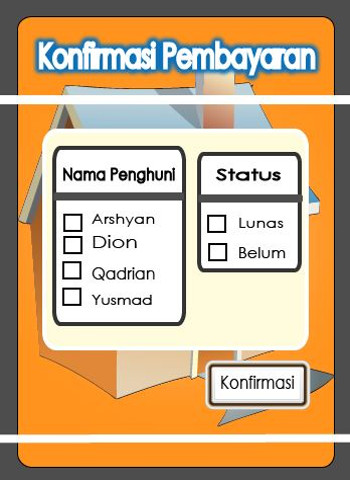 Konfirmasi Pembayaran
Nama Penghuni
Arshyan
Dion
Qadrian
Yusmad
Status
Lunas
Belum
Konfirmasi